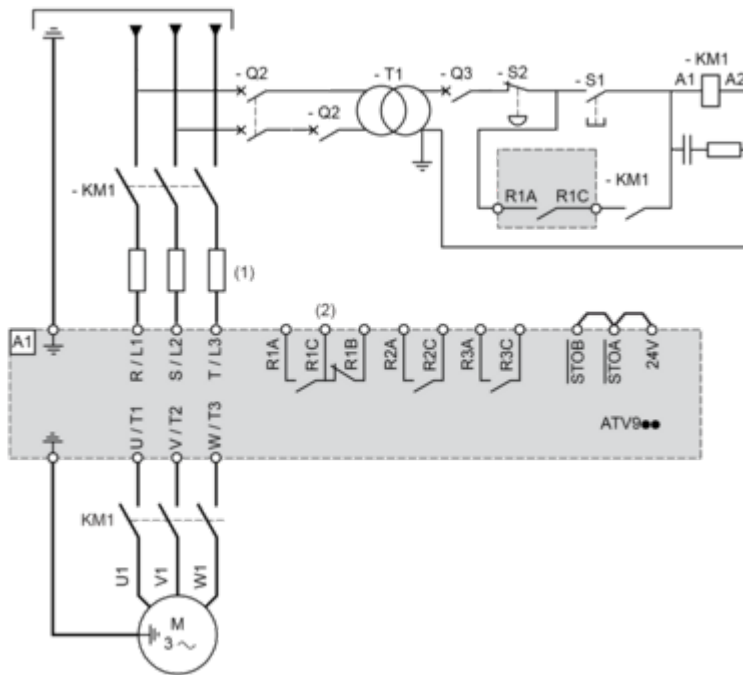 - Q2
- T1
- Q3
- S2
- S1
- KM1
A1
A2
- Q2
- KM1
R1A
R1C
- KM1
(1)
(2)
A1
R / L1
S / L2
T / L3
R1A
R1C
R1B
R2A
R2C
R3A
R3C
STOB
STOA
24V
U / T1
V / T2
W / T3
ATV9●●
KM1
U1
V1
W1
M
3 ~